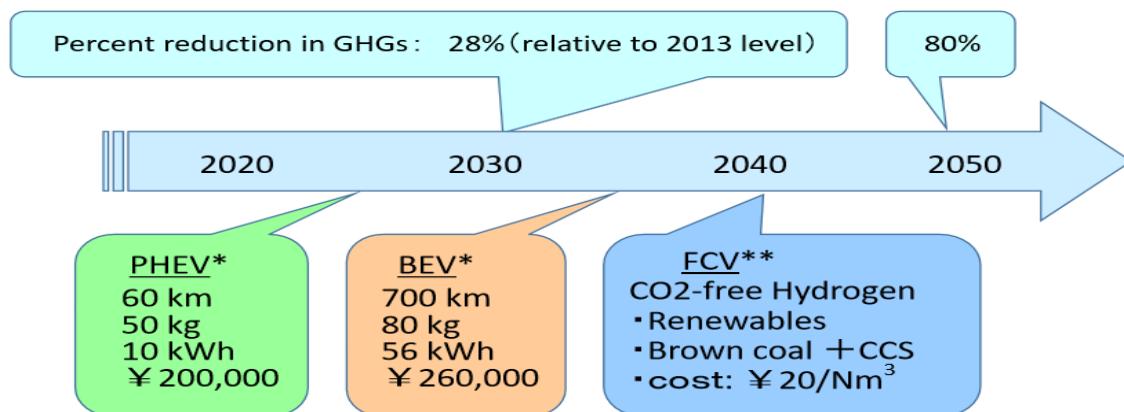 Percent reduction in GHGs： 28%（relative to 2013 level）
80%
2020 2030 2040 2050
PHEV*
60 km
50 kg
10 kWh
￥200,000
BEV*
700 km
80 kg
56 kWh
￥260,000
FCV**
CO2-free Hydrogen
・Renewables
・Brown coal ＋CCS
・cost: ￥20/Nm³